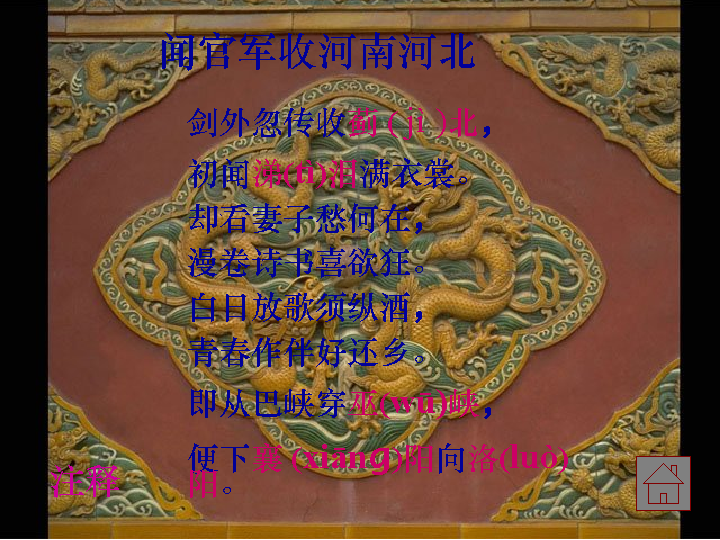 闻官军收河南河北
剑外忽传收蓟(jì)北，
初闻涕(tì)泪满衣裳。
却看妻子愁何在，
漫卷诗书喜欲狂。
白日放歌须纵酒，
青春作伴好还乡。
即从巴峡穿巫(wū)峡，
便下襄(xiāng)阳向洛(luò)
阳。
注释